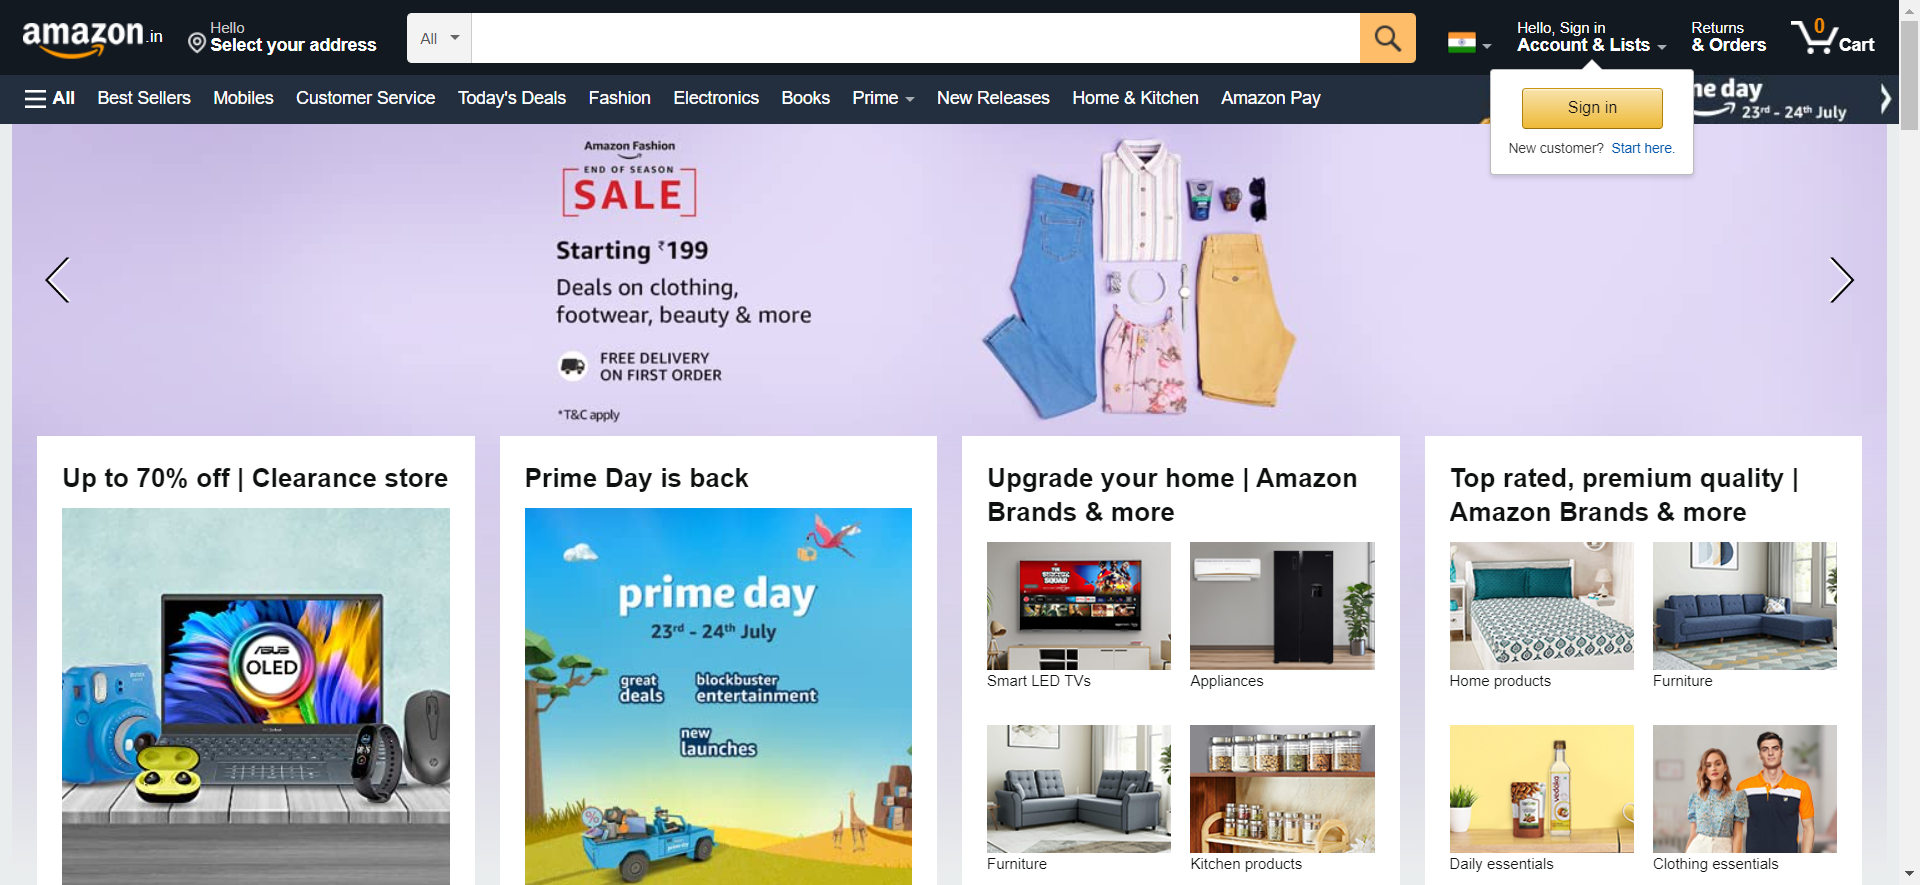 amazon.in
Hello
Select your address
All
Hello, Sign in
Account & Lists
Returns
& Orders
0
Cart
All
Best Sellers
Mobiles
Customer Service
Today's Deals
Fashion
Electronics
Books
Prime
New Releases
Home & Kitchen
Amazon Pay
day
23rd - 24th July
Sign in
New customer? Start here.
Amazon Fashion
END OF SEASON
SALE
Starting ₹199
Deals on clothing,
footwear, beauty & more
FREE DELIVERY
ON FIRST ORDER
*T&C apply
Up to 70% off | Clearance store
ASUS
OLED
Prime Day is back
prime day
23rd - 24th July
great
deals
blockbuster
entertainment
new
launches
%
prime day
Upgrade your home | Amazon
Brands & more
Smart LED TVs
Appliances
Furniture
Kitchen products
Top rated, premium quality |
Amazon Brands & more
Home products
Furniture
Daily essentials
Clothing essentials